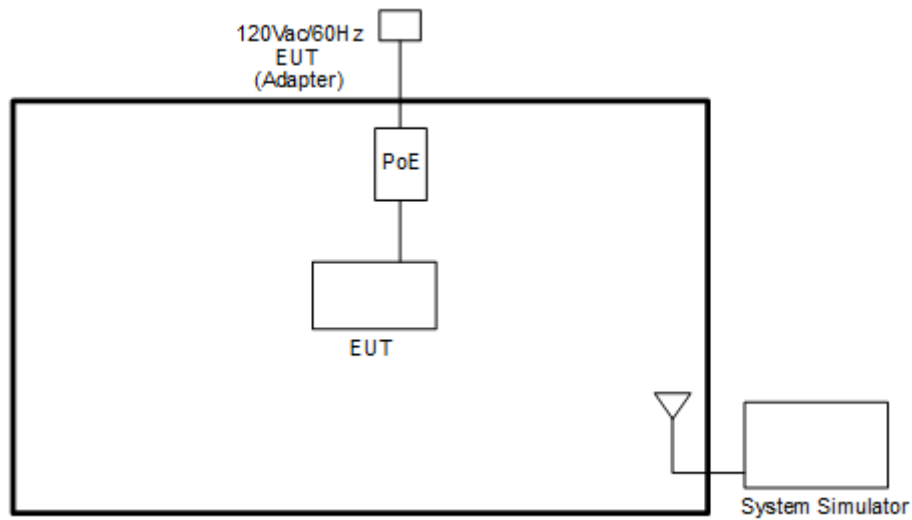 120Vac/60Hz
EUT
(Adapter)
PoE
EUT
System Simulator